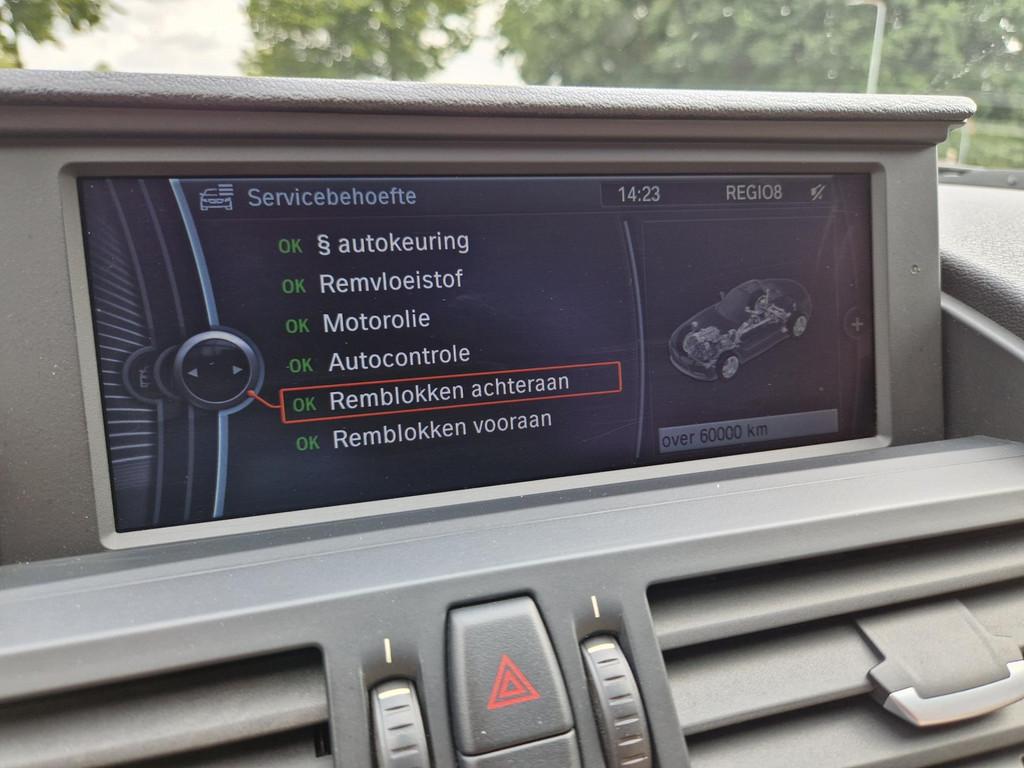 Servicebehoefte 14:23 REGIO8
OK § autokeuring
OK Remvloeistof
OK Motorolie
OK Autocontrole
OK Remblokken achteraan
OK Remblokken vooraan
over 60000 km